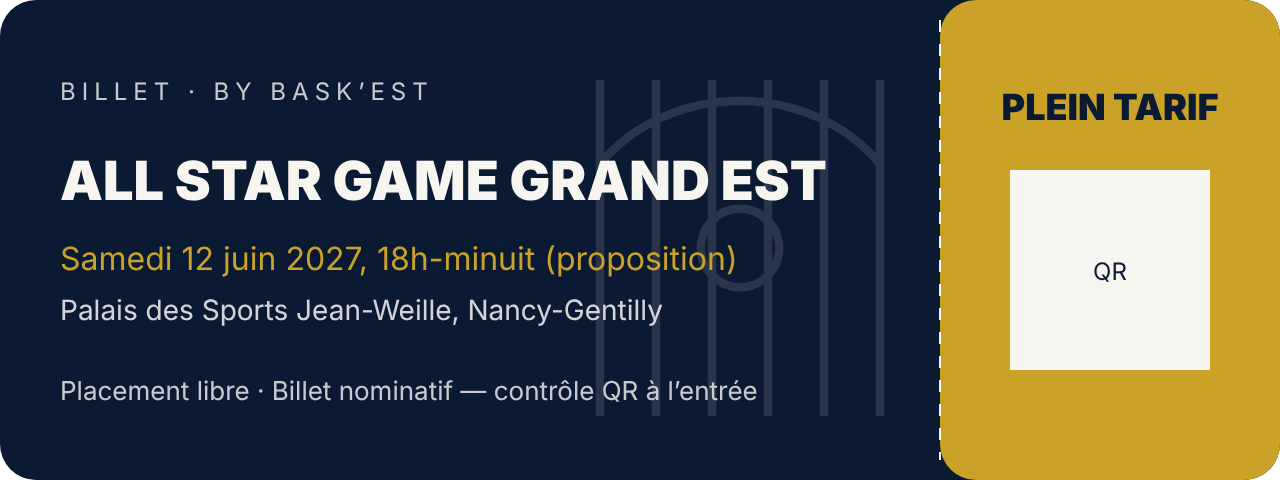 BILLET · BY BASK’EST
ALL STAR GAME GRAND EST
Samedi 12 juin 2027, 18h-minuit (proposition)
Palais des Sports Jean-Weille, Nancy-Gentilly
Placement libre · Billet nominatif — contrôle QR à l’entrée
PLEIN TARIF
QR